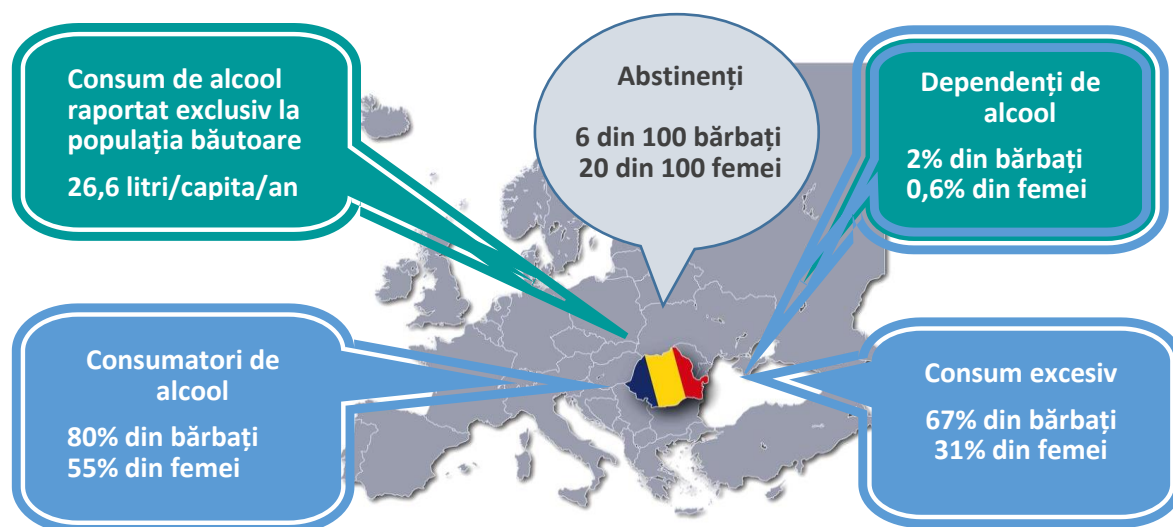 Consum de alcool
raportat exclusiv la
populația băutoare
26,6 litri/capita/an
Abstinenți
6 din 100 bărbați
20 din 100 femei
Dependenți de
alcool
2% din bărbați
0,6% din femei
Consumatori de
alcool
80% din bărbați
55% din femei
Consum excesiv
67% din bărbați
31% din femei